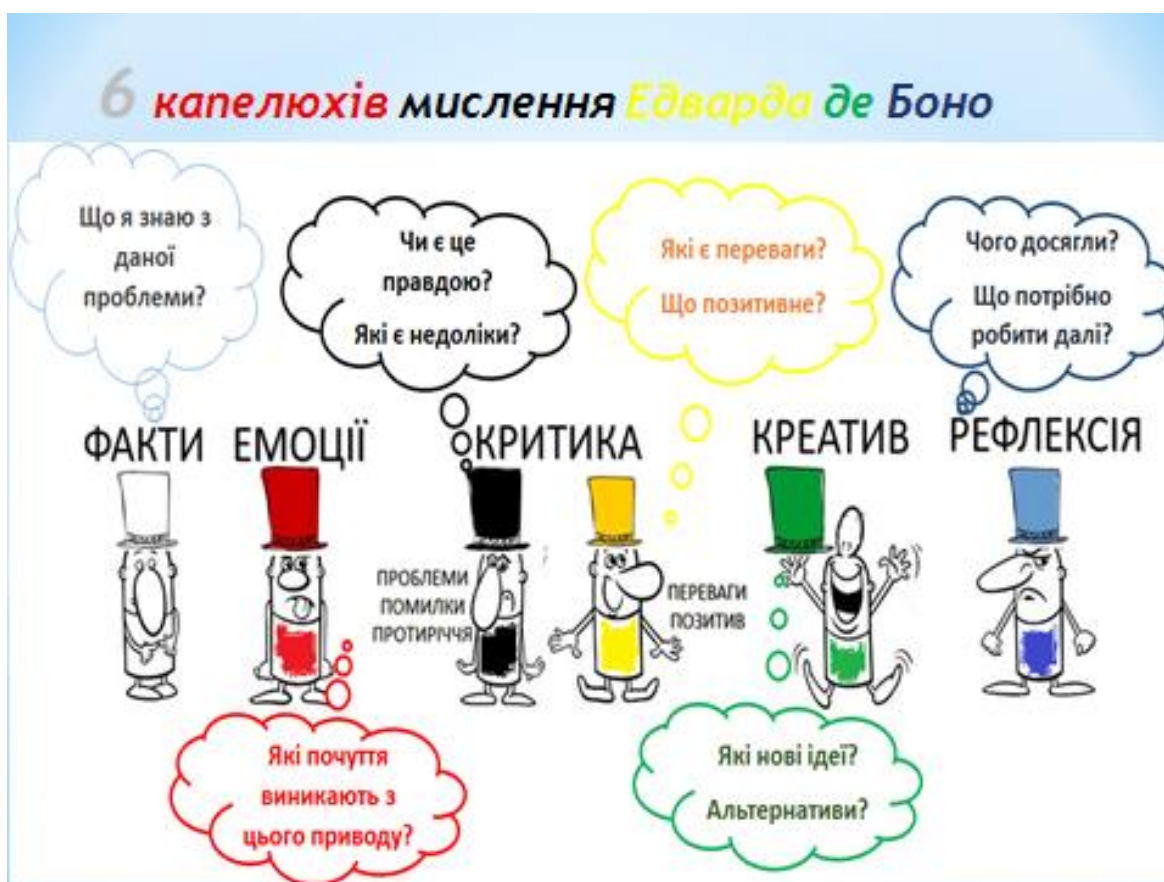 6 капелюхів мислення Едварда де Боно
Що я знаю з
даної
проблеми?
Чи є це
правдою?
Які є недоліки?
Які є переваги?
Що позитивне?
Чого досягли?
Що потрібно
робити далі?
ФАКТИ
ЕМОЦІЇ
КРИТИКА
КРЕАТИВ
РЕФЛЕКСІЯ
ПРОБЛЕМИ
ПОМИЛКИ
ПРОТИРІЧЧЯ
ПЕРЕВАГИ
ПОЗИТИВ
Які почуття
виникають з
цього приводу?
Які нові ідеї?
Альтернативи?